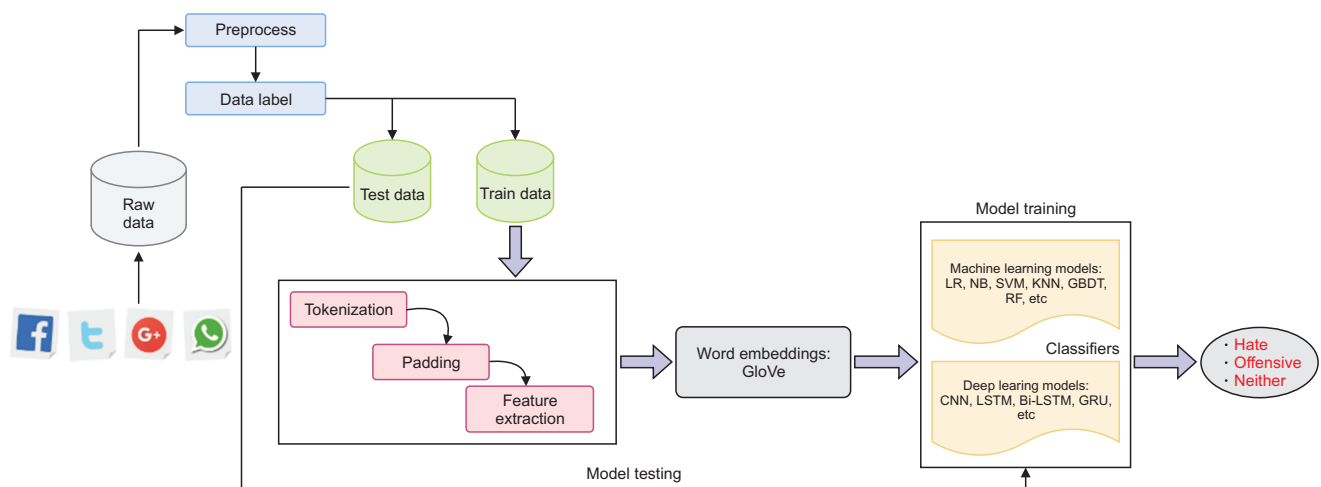 Preprocess
Data label
Raw
data
Test data
Train data
Model training
Tokenization
Padding
Feature
extraction
Word embeddings:
GloVe
Machine learning models:
LR, NB, SVM, KNN, GBDT,
RF, etc
Classifiers
Deep learing models:
CNN, LSTM, Bi-LSTM, GRU,
etc
· Hate
· Offensive
· Neither
Model testing
f
t
G+